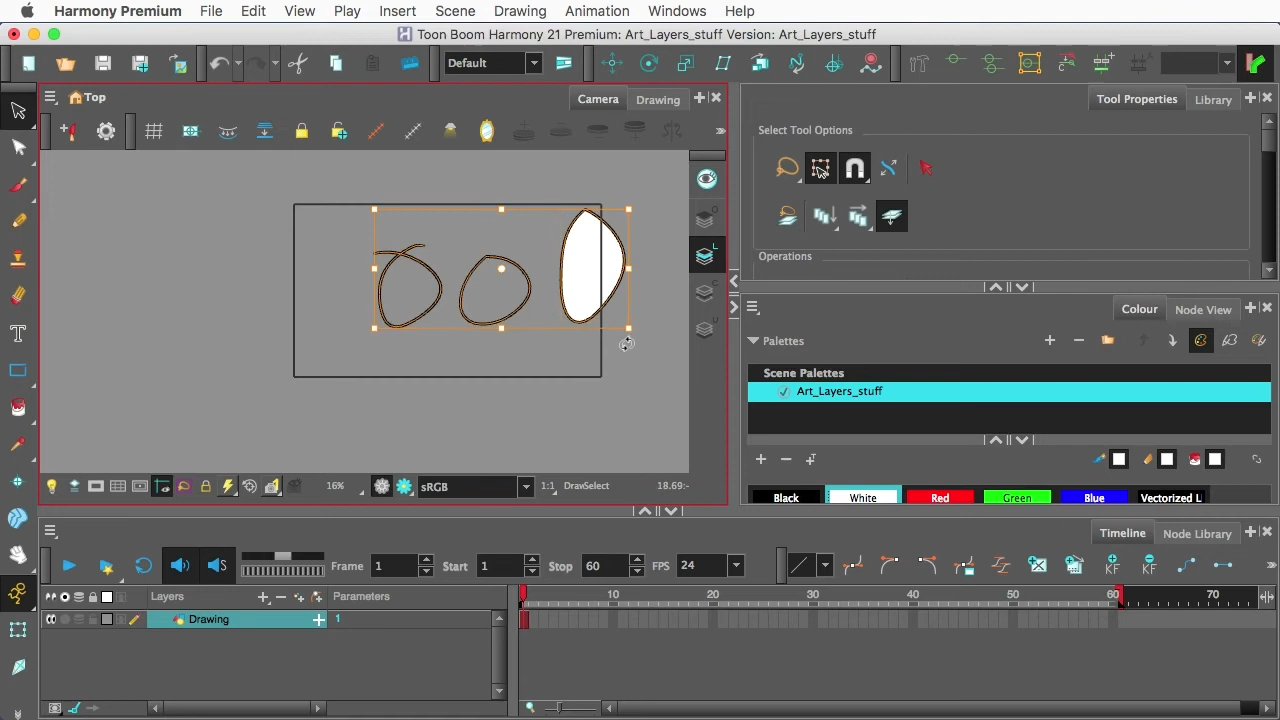 Harmony Premium File Edit View Play Insert Scene Drawing Animation Windows Help
Toon Boom Harmony 21 Premium: Art_Layers_stuff Version: Art_Layers_stuff
Default
Top
Camera
Drawing
Tool Properties
Library
Select Tool Options
Operations
Colour
Node View
Palettes
Scene Palettes
Art_Layers_stuff
Black
White
Red
Green
Blue
Vectorized L
16%
sRGB
1:1
DrawSelect
18.69:-
Timeline
Node Library
Frame 1
Start 1
Stop 60
FPS 24
Layers
Parameters
10 20 30 40 50 60 70
Drawing
1